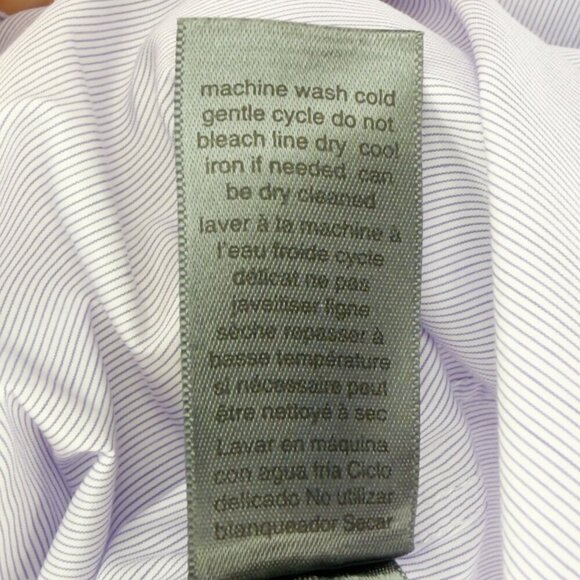 machine wash cold
gentle cycle do not
bleach line dry cool
iron if needed can
be dry cleaned
laver à la machine à
l'eau froide cycle
délicat ne pas
javelliser ligne
sèche repasser à
basse température
si nécessaire peut
être nettoyé à sec
Lavar en máquina
con agua fría Ciclo
delicado No utilizar
blanqueador Secar